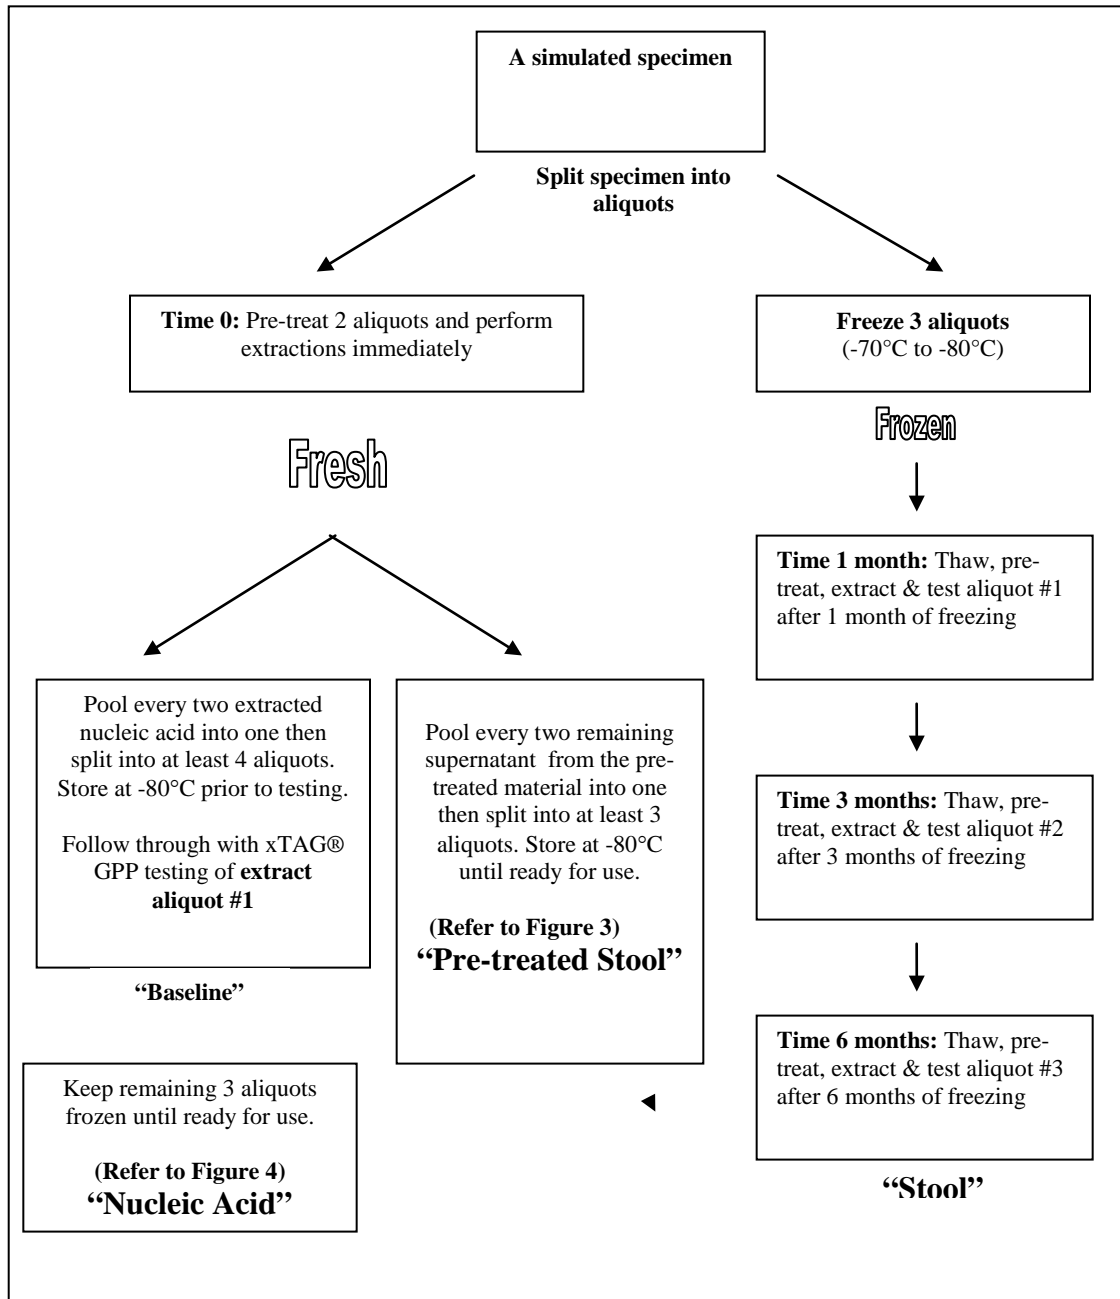 A simulated specimen
Split specimen into
aliquots
Time 0: Pre-treat 2 aliquots and perform
extractions immediately
Freeze 3 aliquots
(-70°C to -80°C)
Fresh
Frozen
Pool every two extracted
nucleic acid into one then
split into at least 4 aliquots.
Store at -80°C prior to testing.
Follow through with xTAG®
GPP testing of extract
aliquot #1
“Baseline”
Keep remaining 3 aliquots
frozen until ready for use.
(Refer to Figure 4)
“Nucleic Acid”
Pool every two remaining
supernatant from the pre-
treated material into one
then split into at least 3
aliquots. Store at -80°C
until ready for use.
(Refer to Figure 3)
“Pre-treated Stool”
Time 1 month: Thaw, pre-
treat, extract & test aliquot #1
after 1 month of freezing
Time 3 months: Thaw, pre-
treat, extract & test aliquot #2
after 3 months of freezing
Time 6 months: Thaw, pre-
treat, extract & test aliquot #3
after 6 months of freezing
“Stool”